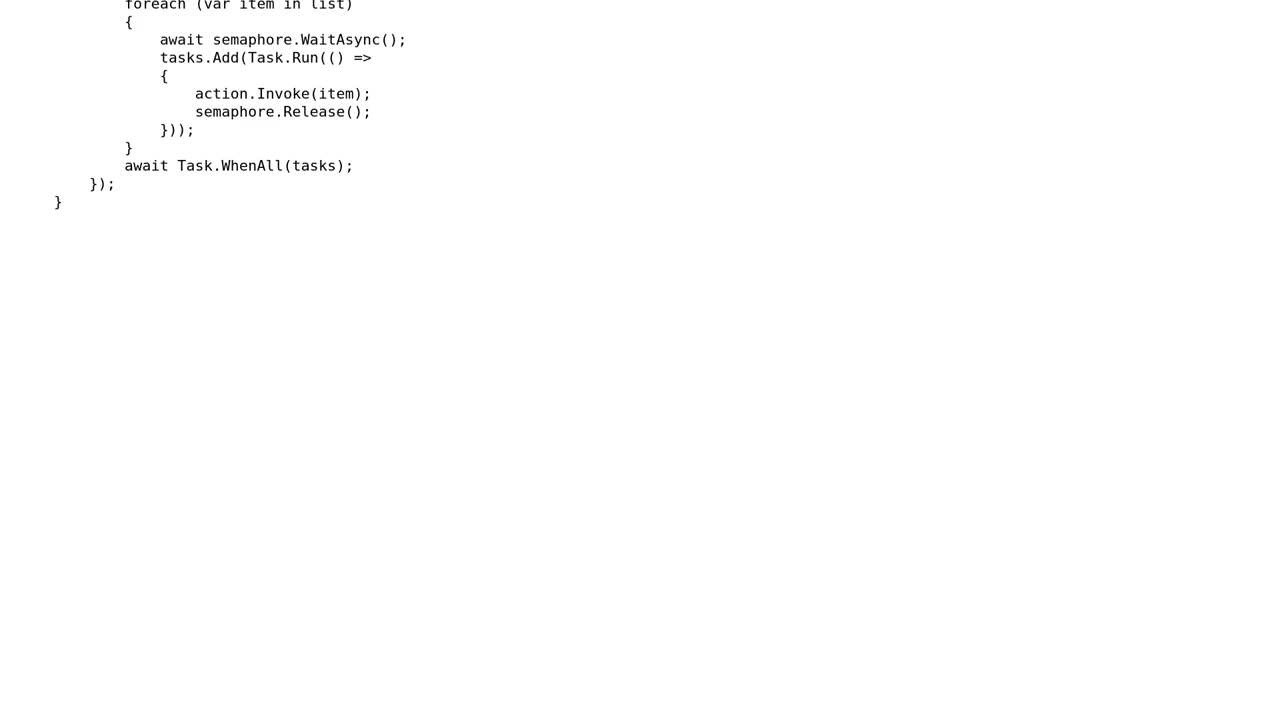 foreach (var item in list)
{
await semaphore.WaitAsync();
tasks.Add(Task.Run(() =>
{
action.Invoke(item);
semaphore.Release();
}));
}
await Task.WhenAll(tasks);
});
}